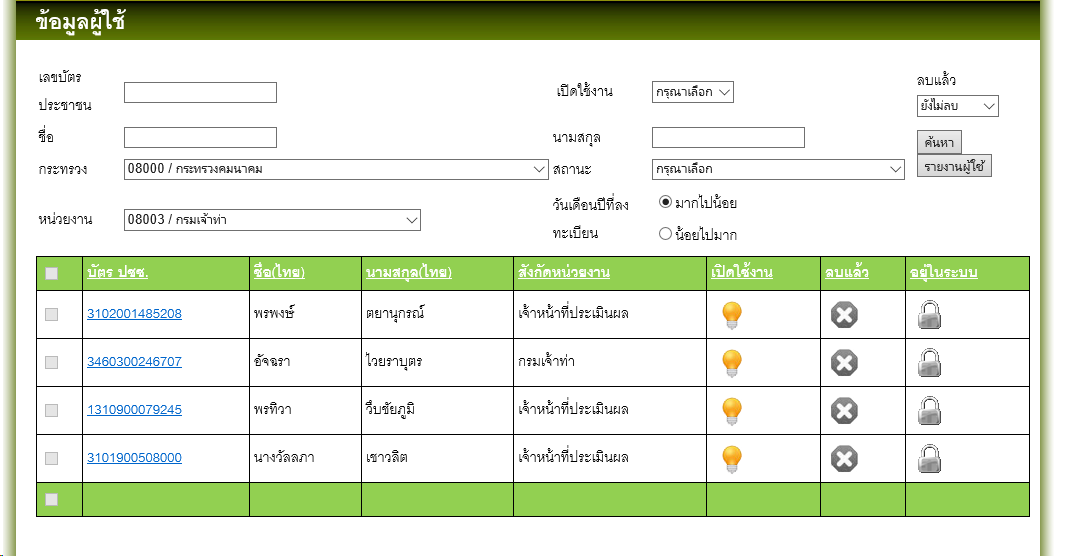 ข้อมูลผู้ใช้
เลขบัตร
ประชาชน
เปิดใช้งาน กรุณาเลือก
ลบแล้ว
ยังไม่ลบ
ชื่อ
นามสกุล
ค้นหา
กระทรวง 08000 / กระทรวงคมนาคม
สถานะ กรุณาเลือก
รายงานผู้ใช้
หน่วยงาน 08003 / กรมเจ้าท่า
วันเดือนปีที่ลง
ทะเบียน
มากไปน้อย
น้อยไปมาก
บัตร ปชช. ชื่อ(ไทย) นามสกุล(ไทย) สังกัดหน่วยงาน เปิดใช้งาน ลบแล้ว อยู่ในระบบ
3102001485208 พรพงษ์ ตยานุกรณ์ เจ้าหน้าที่ประเมินผล
3460300246707 อัจฉรา ไวยราบุตร กรมเจ้าท่า
1310900079245 พรทิวา วีบชัยภูมิ เจ้าหน้าที่ประเมินผล
3101900508000 นางวัลลภา เชาวลิต เจ้าหน้าที่ประเมินผล